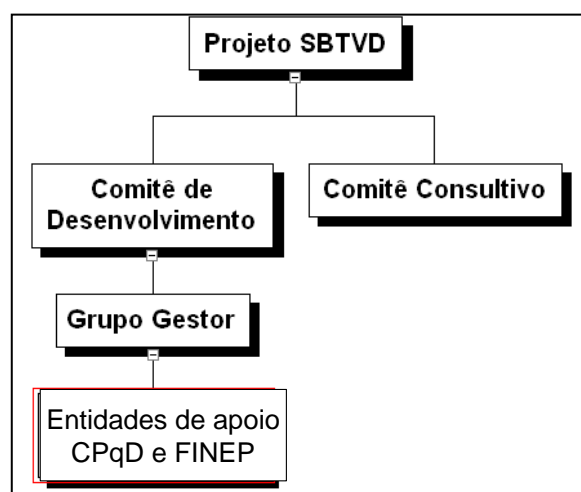 Projeto SBTVD
Comitê de
Desenvolvimento
Comitê Consultivo
Grupo Gestor
Entidades de apoio
CPqD e FINEP